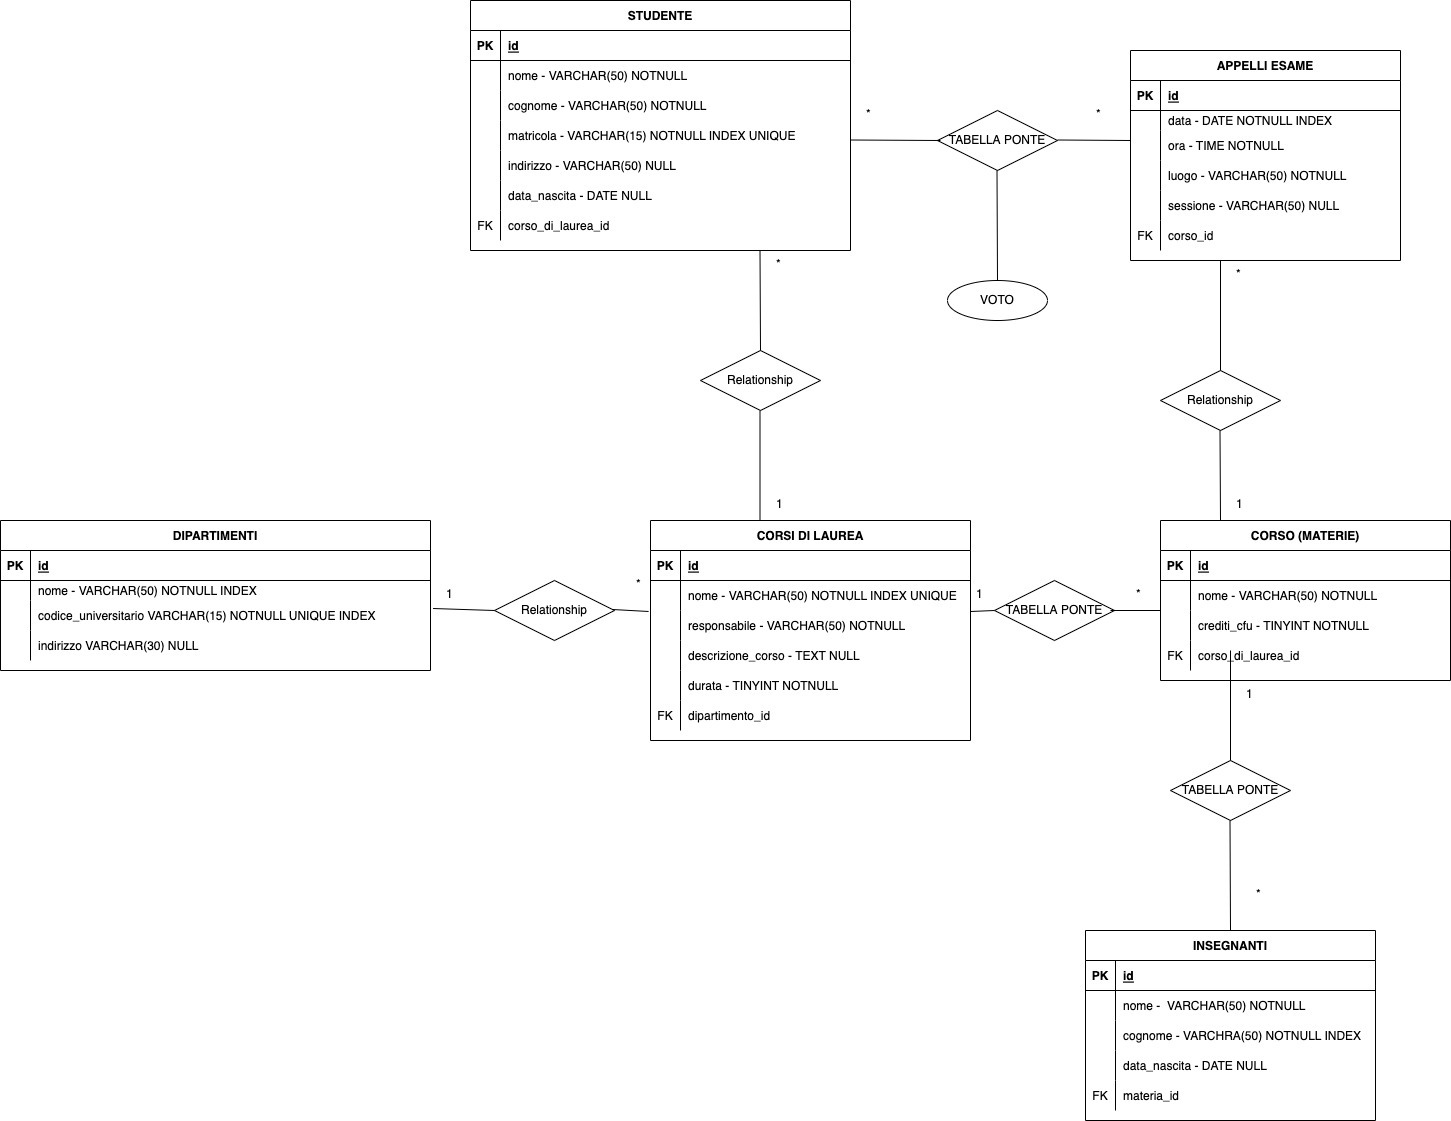 STUDENTE
PK id
nome - VARCHAR(50) NOTNULL
cognome - VARCHAR(50) NOTNULL
matricola - VARCHAR(15) NOTNULL INDEX UNIQUE
indirizzo - VARCHAR(50) NULL
data_nascita - DATE NULL
FK corso_di_laurea_id
*
*
TABELLA PONTE
VOTO
APPELLI ESAME
PK id
data - DATE NOTNULL INDEX
ora - TIME NOTNULL
luogo - VARCHAR(50) NOTNULL
sessione - VARCHAR(50) NULL
FK corso_id
*
Relationship
1
*
Relationship
1
DIPARTIMENTI
PK id
nome - VARCHAR(50) NOTNULL INDEX
codice_universitario VARCHAR(15) NOTNULL UNIQUE INDEX
indirizzo VARCHAR(30) NULL
1
Relationship
*
CORSI DI LAUREA
PK id
nome - VARCHAR(50) NOTNULL INDEX UNIQUE
responsabile - VARCHAR(50) NOTNULL
descrizione_corso - TEXT NULL
durata - TINYINT NOTNULL
FK dipartimento_id
1
TABELLA PONTE
*
CORSO (MATERIE)
PK id
nome - VARCHAR(50) NOTNULL
crediti_cfu - TINYINT NOTNULL
FK corso_di_laurea_id
1
TABELLA PONTE
*
INSEGNANTI
PK id
nome - VARCHAR(50) NOTNULL
cognome - VARCHRA(50) NOTNULL INDEX
data_nascita - DATE NULL
FK materia_id